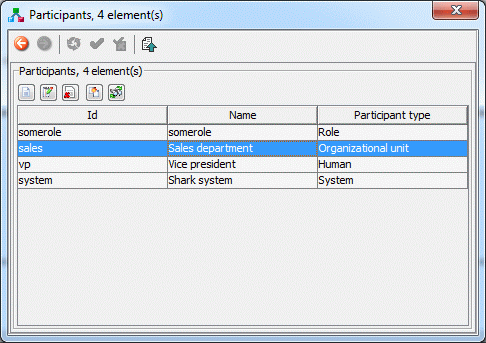 Participants, 4 element(s)
Participants, 4 element(s)
Id Name Participant type
somerole somerole Role
sales Sales department Organizational unit
vp Vice president Human
system Shark system System